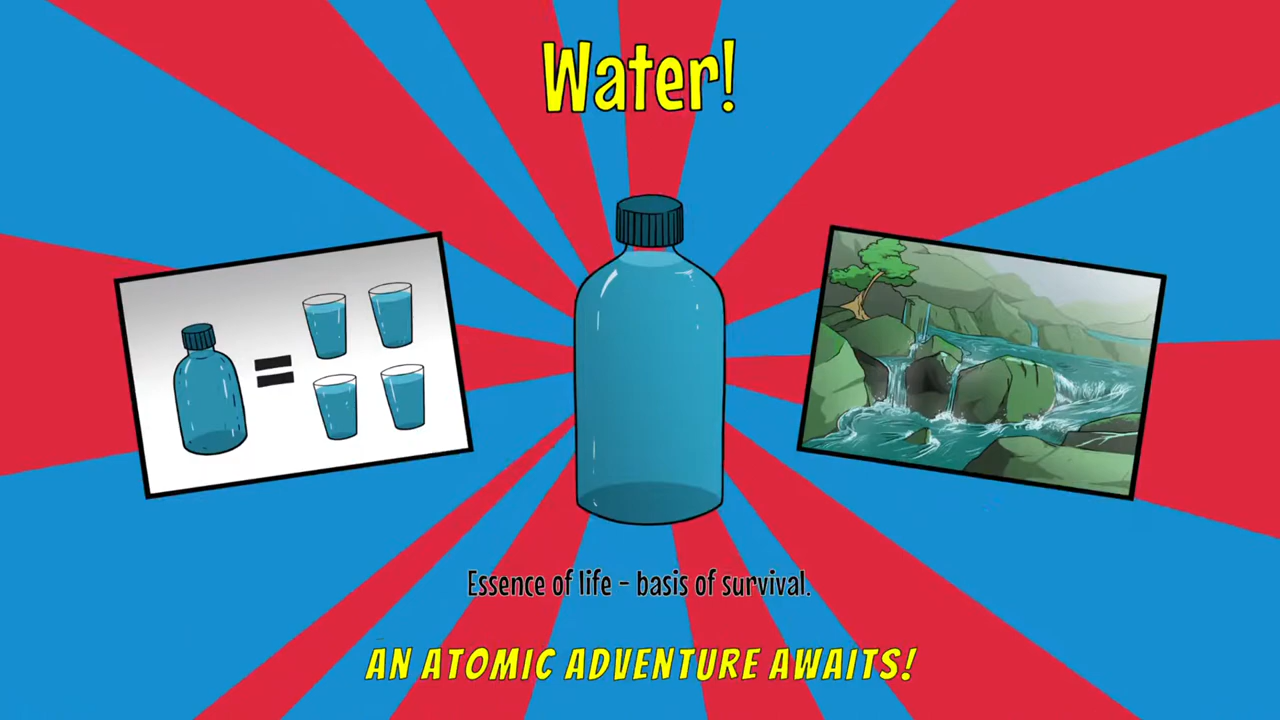 Water!
Essence of life - basis of survival.
AN ATOMIC ADVENTURE AWAITS!